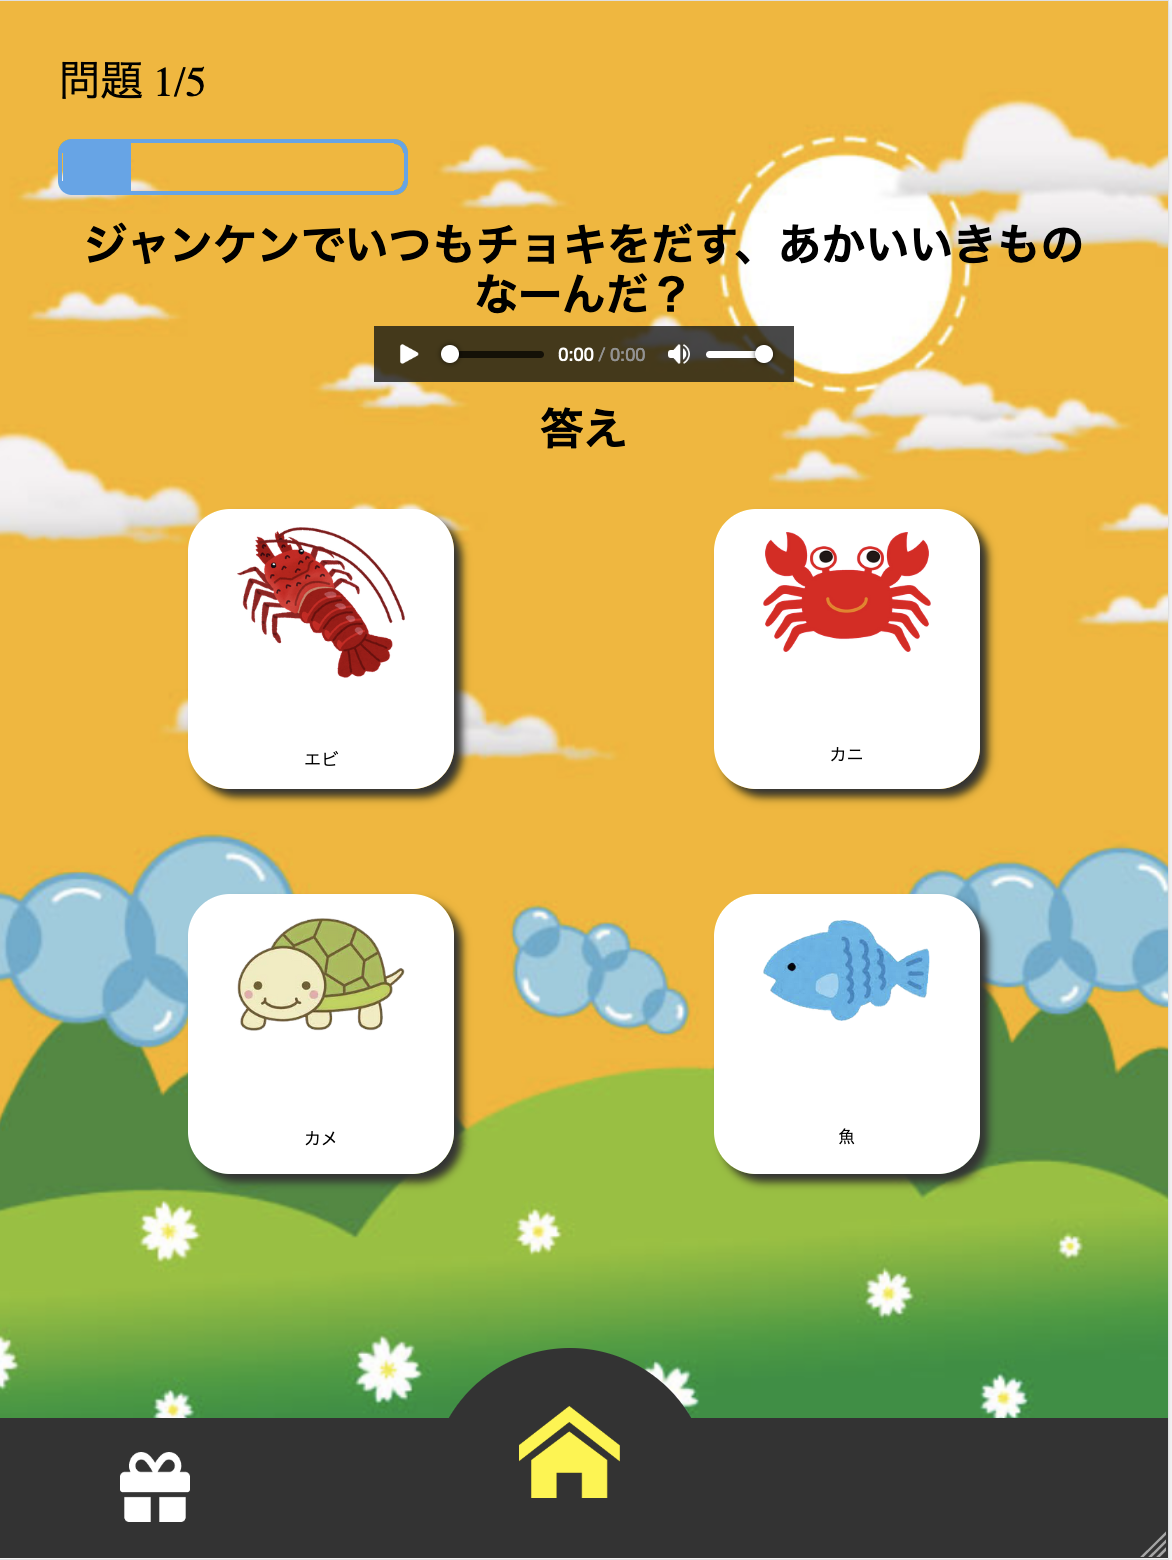 問題 1/5
ジャンケンでいつもチョキをだす、あかいいきもの
なーんだ？
0:00 / 0:00
答え
エビ
カニ
カメ
魚